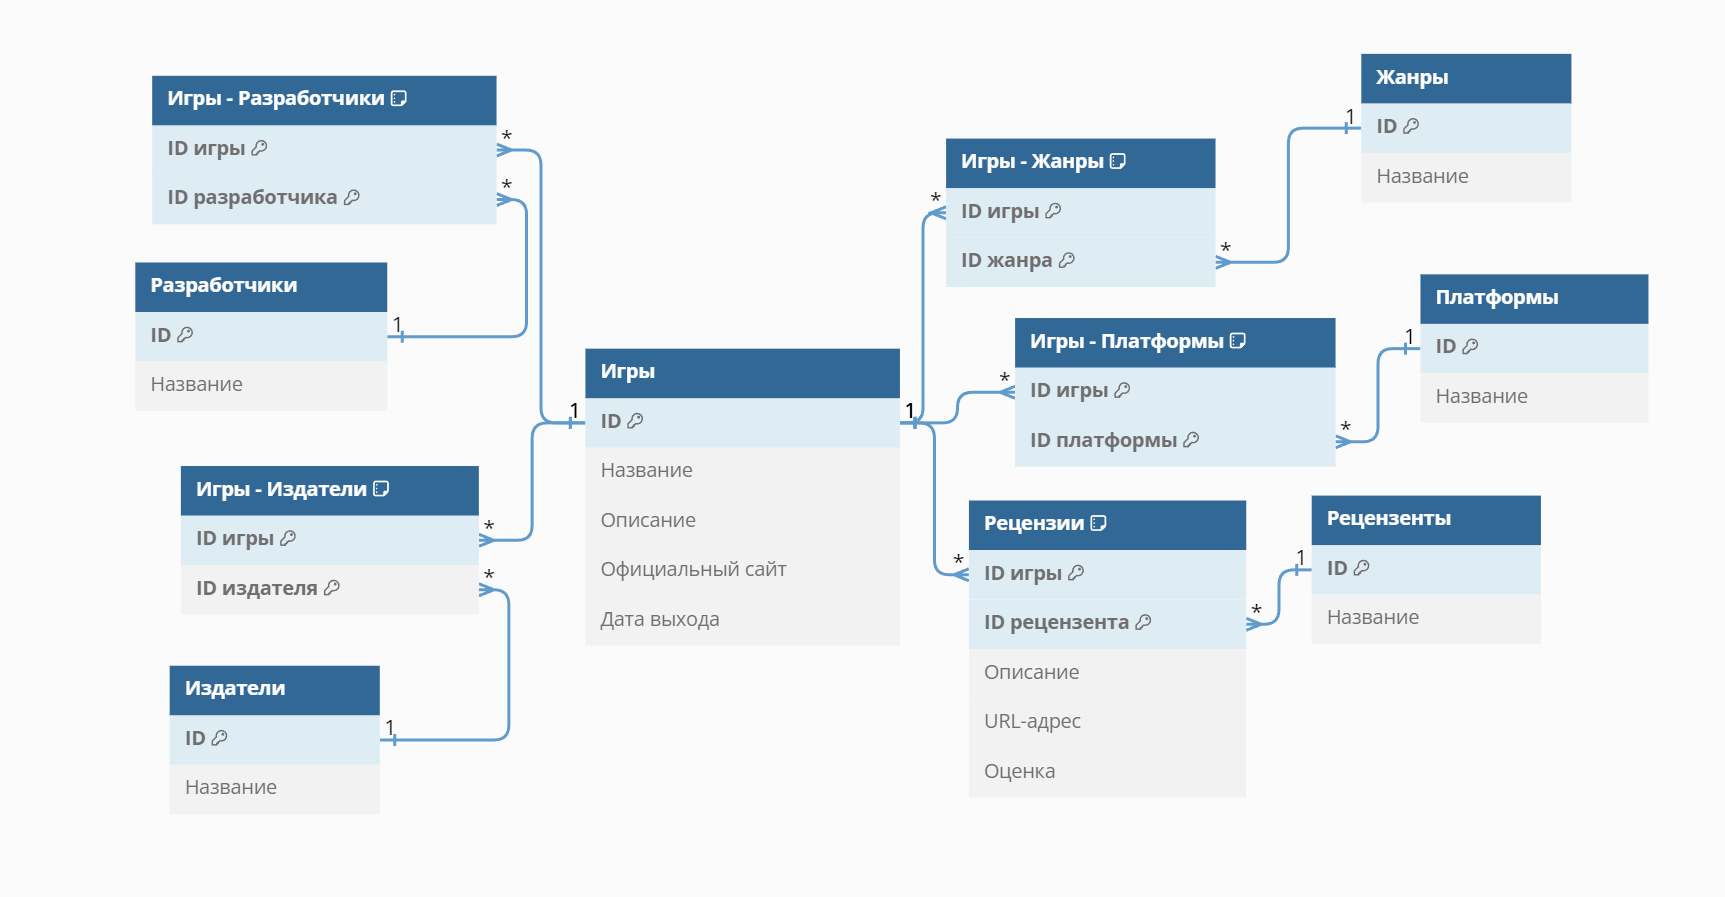 Игры - Разработчики
ID игры
ID разработчика
*
*
Разработчики
ID
Название
1
Игры - Издатели
ID игры
ID издателя
*
*
Издатели
ID
Название
1
Игры
ID
Название
Описание
Официальный сайт
Дата выхода
1
1
Игры - Жанры
ID игры
ID жанра
*
*
Жанры
ID
Название
1
Игры - Платформы
ID игры
ID платформы
*
*
Платформы
ID
Название
1
Рецензии
ID игры
ID рецензента
Описание
URL-адрес
Оценка
*
*
Рецензенты
ID
Название
1